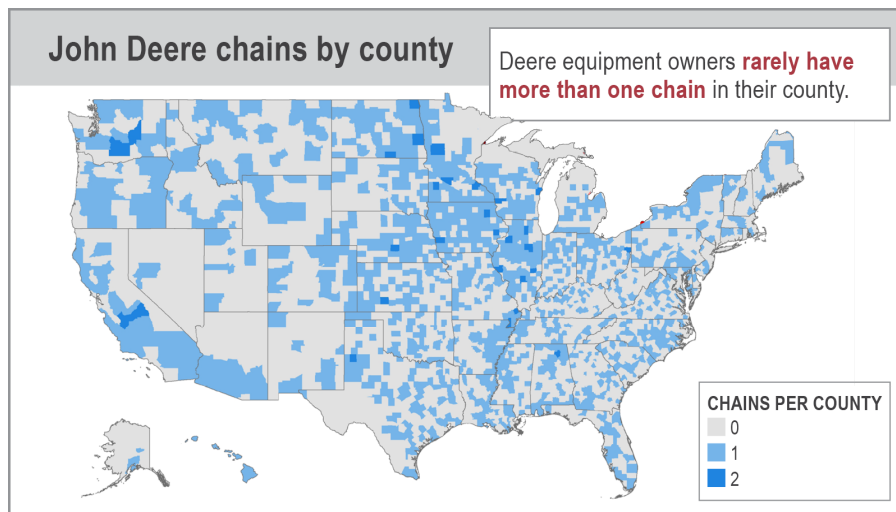 John Deere chains by county
Deere equipment owners rarely have
more than one chain in their county.
CHAINS PER COUNTY
0
1
2